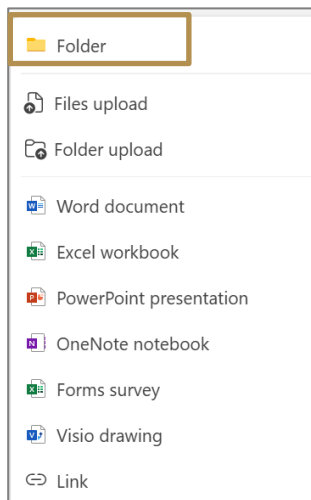 Folder
Files upload
Folder upload
Word document
Excel workbook
PowerPoint presentation
OneNote notebook
Forms survey
Visio drawing
Link